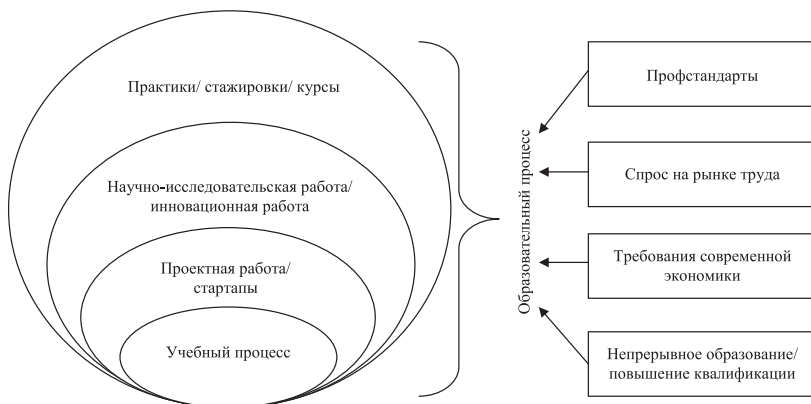 Практики/ стажировки/ курсы
Научно-исследовательская работа/
инновационная работа
Проектная работа/
стартапы
Учебный процесс
Образовательный процесс
Профстандарты
Спрос на рынке труда
Требования современной
экономики
Непрерывное образование/
повышение квалификации